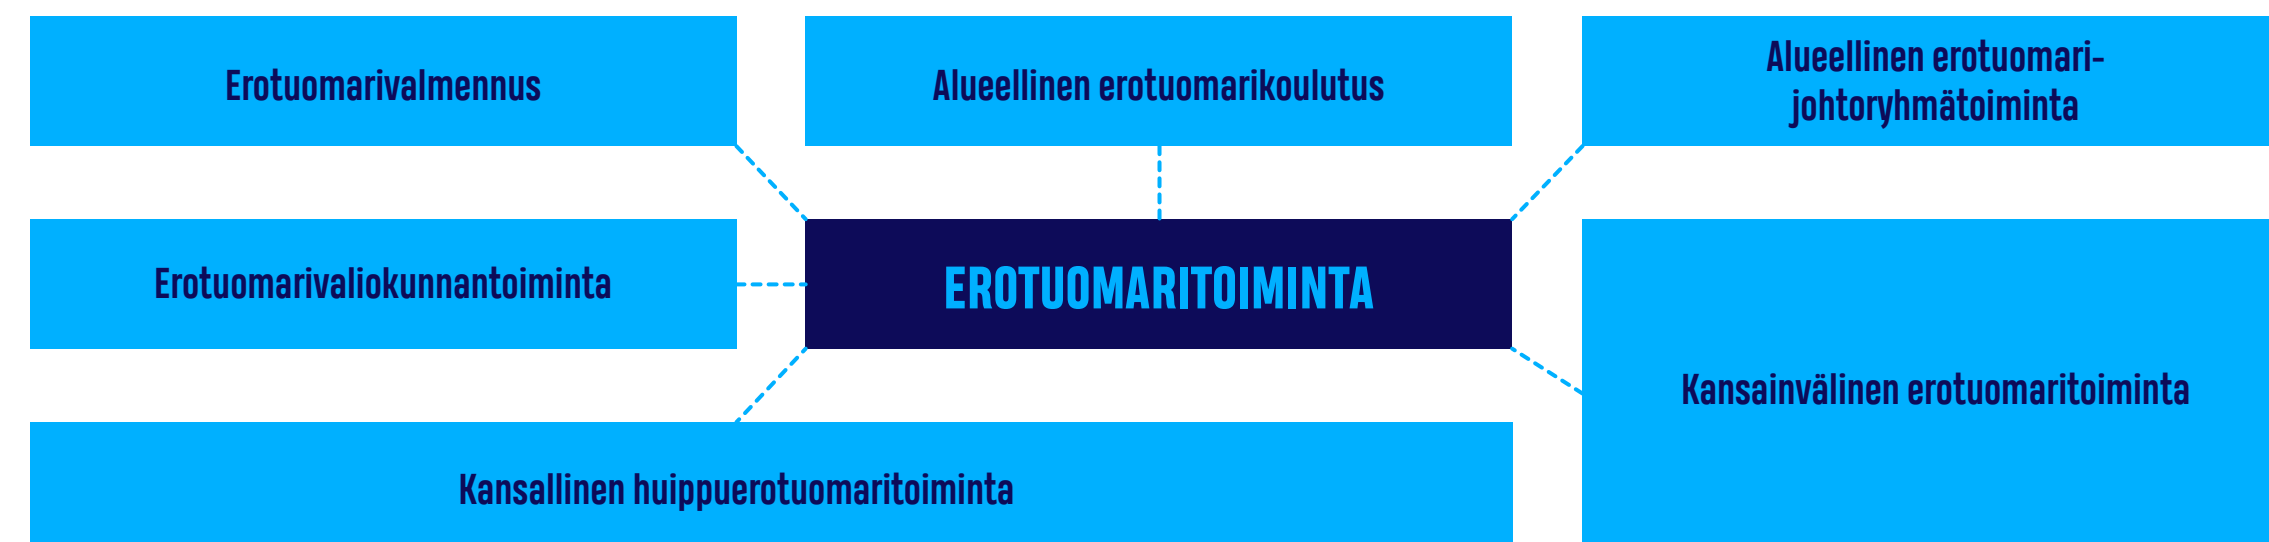 Erotuomarivalmennus
Alueellinen erotuomarikoulutus
Alueellinen erotuomari-
johtoryhmätoiminta
Erotuomarivaliokunnantoiminta
EROTUOMARITOIMINTA
Kansainvälinen erotuomaritoiminta
Kansallinen huippuerotuomaritoiminta